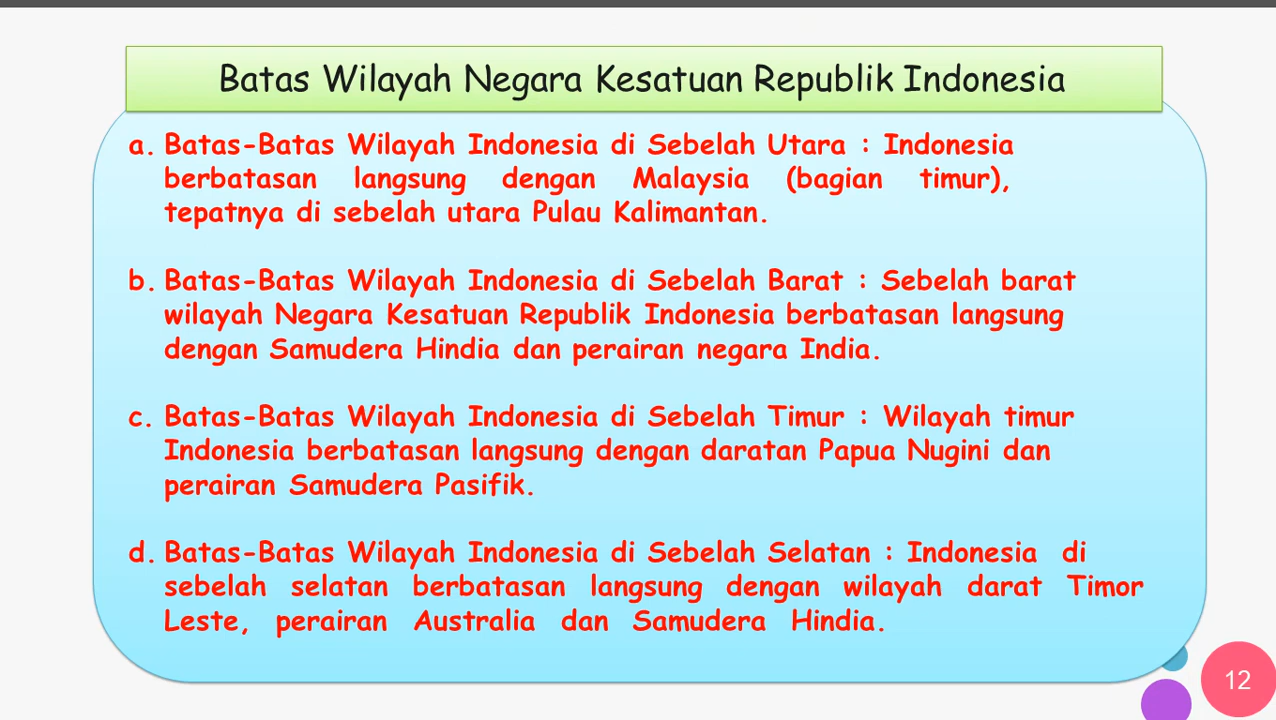 Batas Wilayah Negara Kesatuan Republik Indonesia
a. Batas-Batas Wilayah Indonesia di Sebelah Utara : Indonesia
berbatasan langsung dengan Malaysia (bagian timur),
tepatnya di sebelah utara Pulau Kalimantan.
b. Batas-Batas Wilayah Indonesia di Sebelah Barat : Sebelah barat
wilayah Negara Kesatuan Republik Indonesia berbatasan langsung
dengan Samudera Hindia dan perairan negara India.
c. Batas-Batas Wilayah Indonesia di Sebelah Timur : Wilayah timur
Indonesia berbatasan langsung dengan daratan Papua Nugini dan
perairan Samudera Pasifik.
d. Batas-Batas Wilayah Indonesia di Sebelah Selatan : Indonesia di
sebelah selatan berbatasan langsung dengan wilayah darat Timor
Leste, perairan Australia dan Samudera Hindia.
12